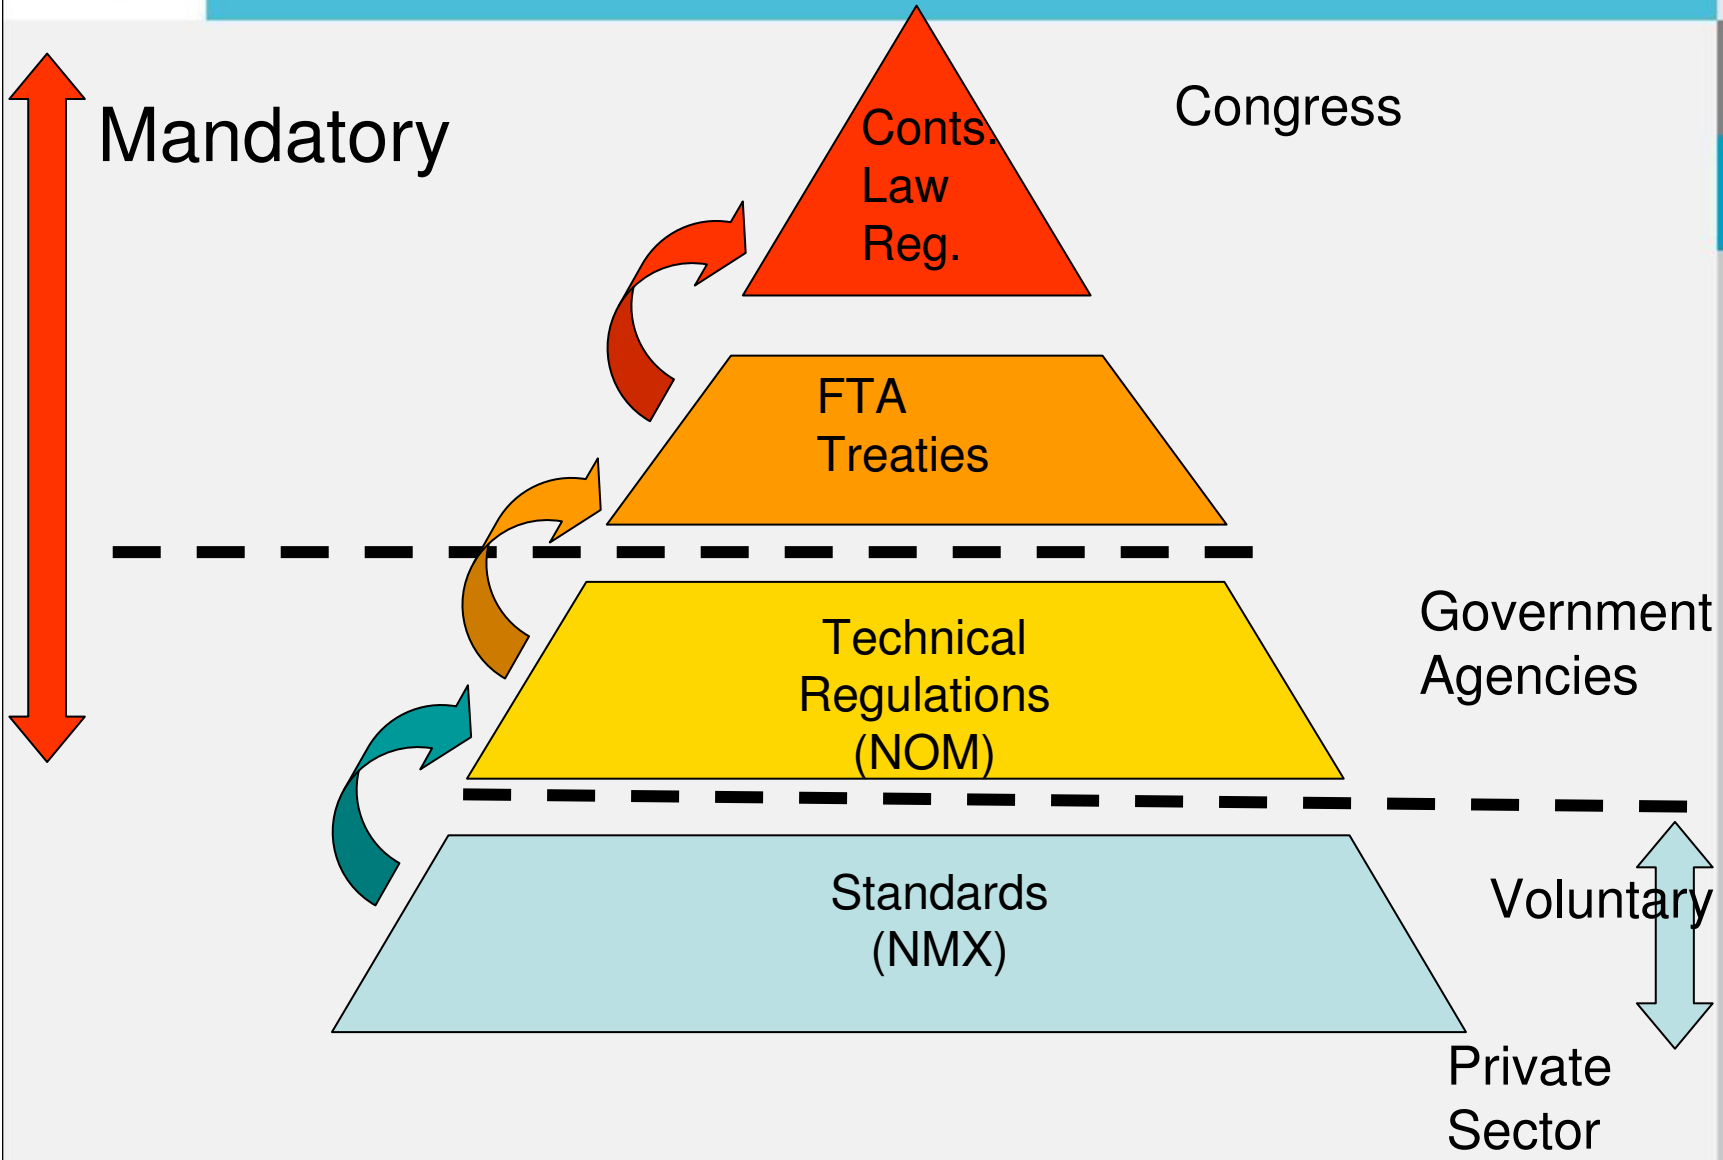 Mandatory
Congress
Conts.
Law
Reg.
FTA
Treaties
Technical
Regulations
(NOM)
Government
Agencies
Standards
(NMX)
Voluntary
Private
Sector